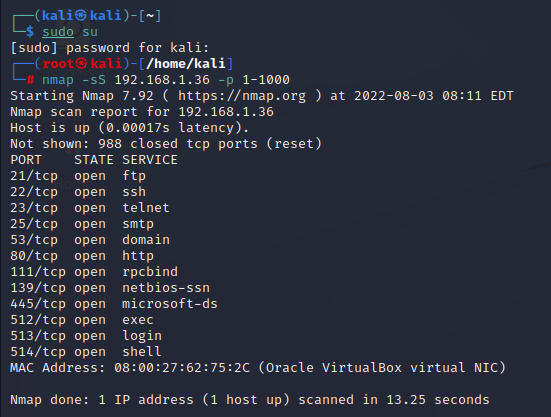 ┌──(kali㉿kali)-[~]
└─$ sudo su
[sudo] password for kali:
┌──(root㉿kali)-[/home/kali]
└─# nmap -sS 192.168.1.36 -p 1-1000
Starting Nmap 7.92 ( https://nmap.org ) at 2022-08-03 08:11 EDT
Nmap scan report for 192.168.1.36
Host is up (0.00017s latency).
Not shown: 988 closed tcp ports (reset)
PORT    STATE SERVICE
21/tcp  open  ftp
22/tcp  open  ssh
23/tcp  open  telnet
25/tcp  open  smtp
53/tcp  open  domain
80/tcp  open  http
111/tcp open  rpcbind
139/tcp open  netbios-ssn
445/tcp open  microsoft-ds
512/tcp open  exec
513/tcp open  login
514/tcp open  shell
MAC Address: 08:00:27:62:75:2C (Oracle VirtualBox virtual NIC)
Nmap done: 1 IP address (1 host up) scanned in 13.25 seconds